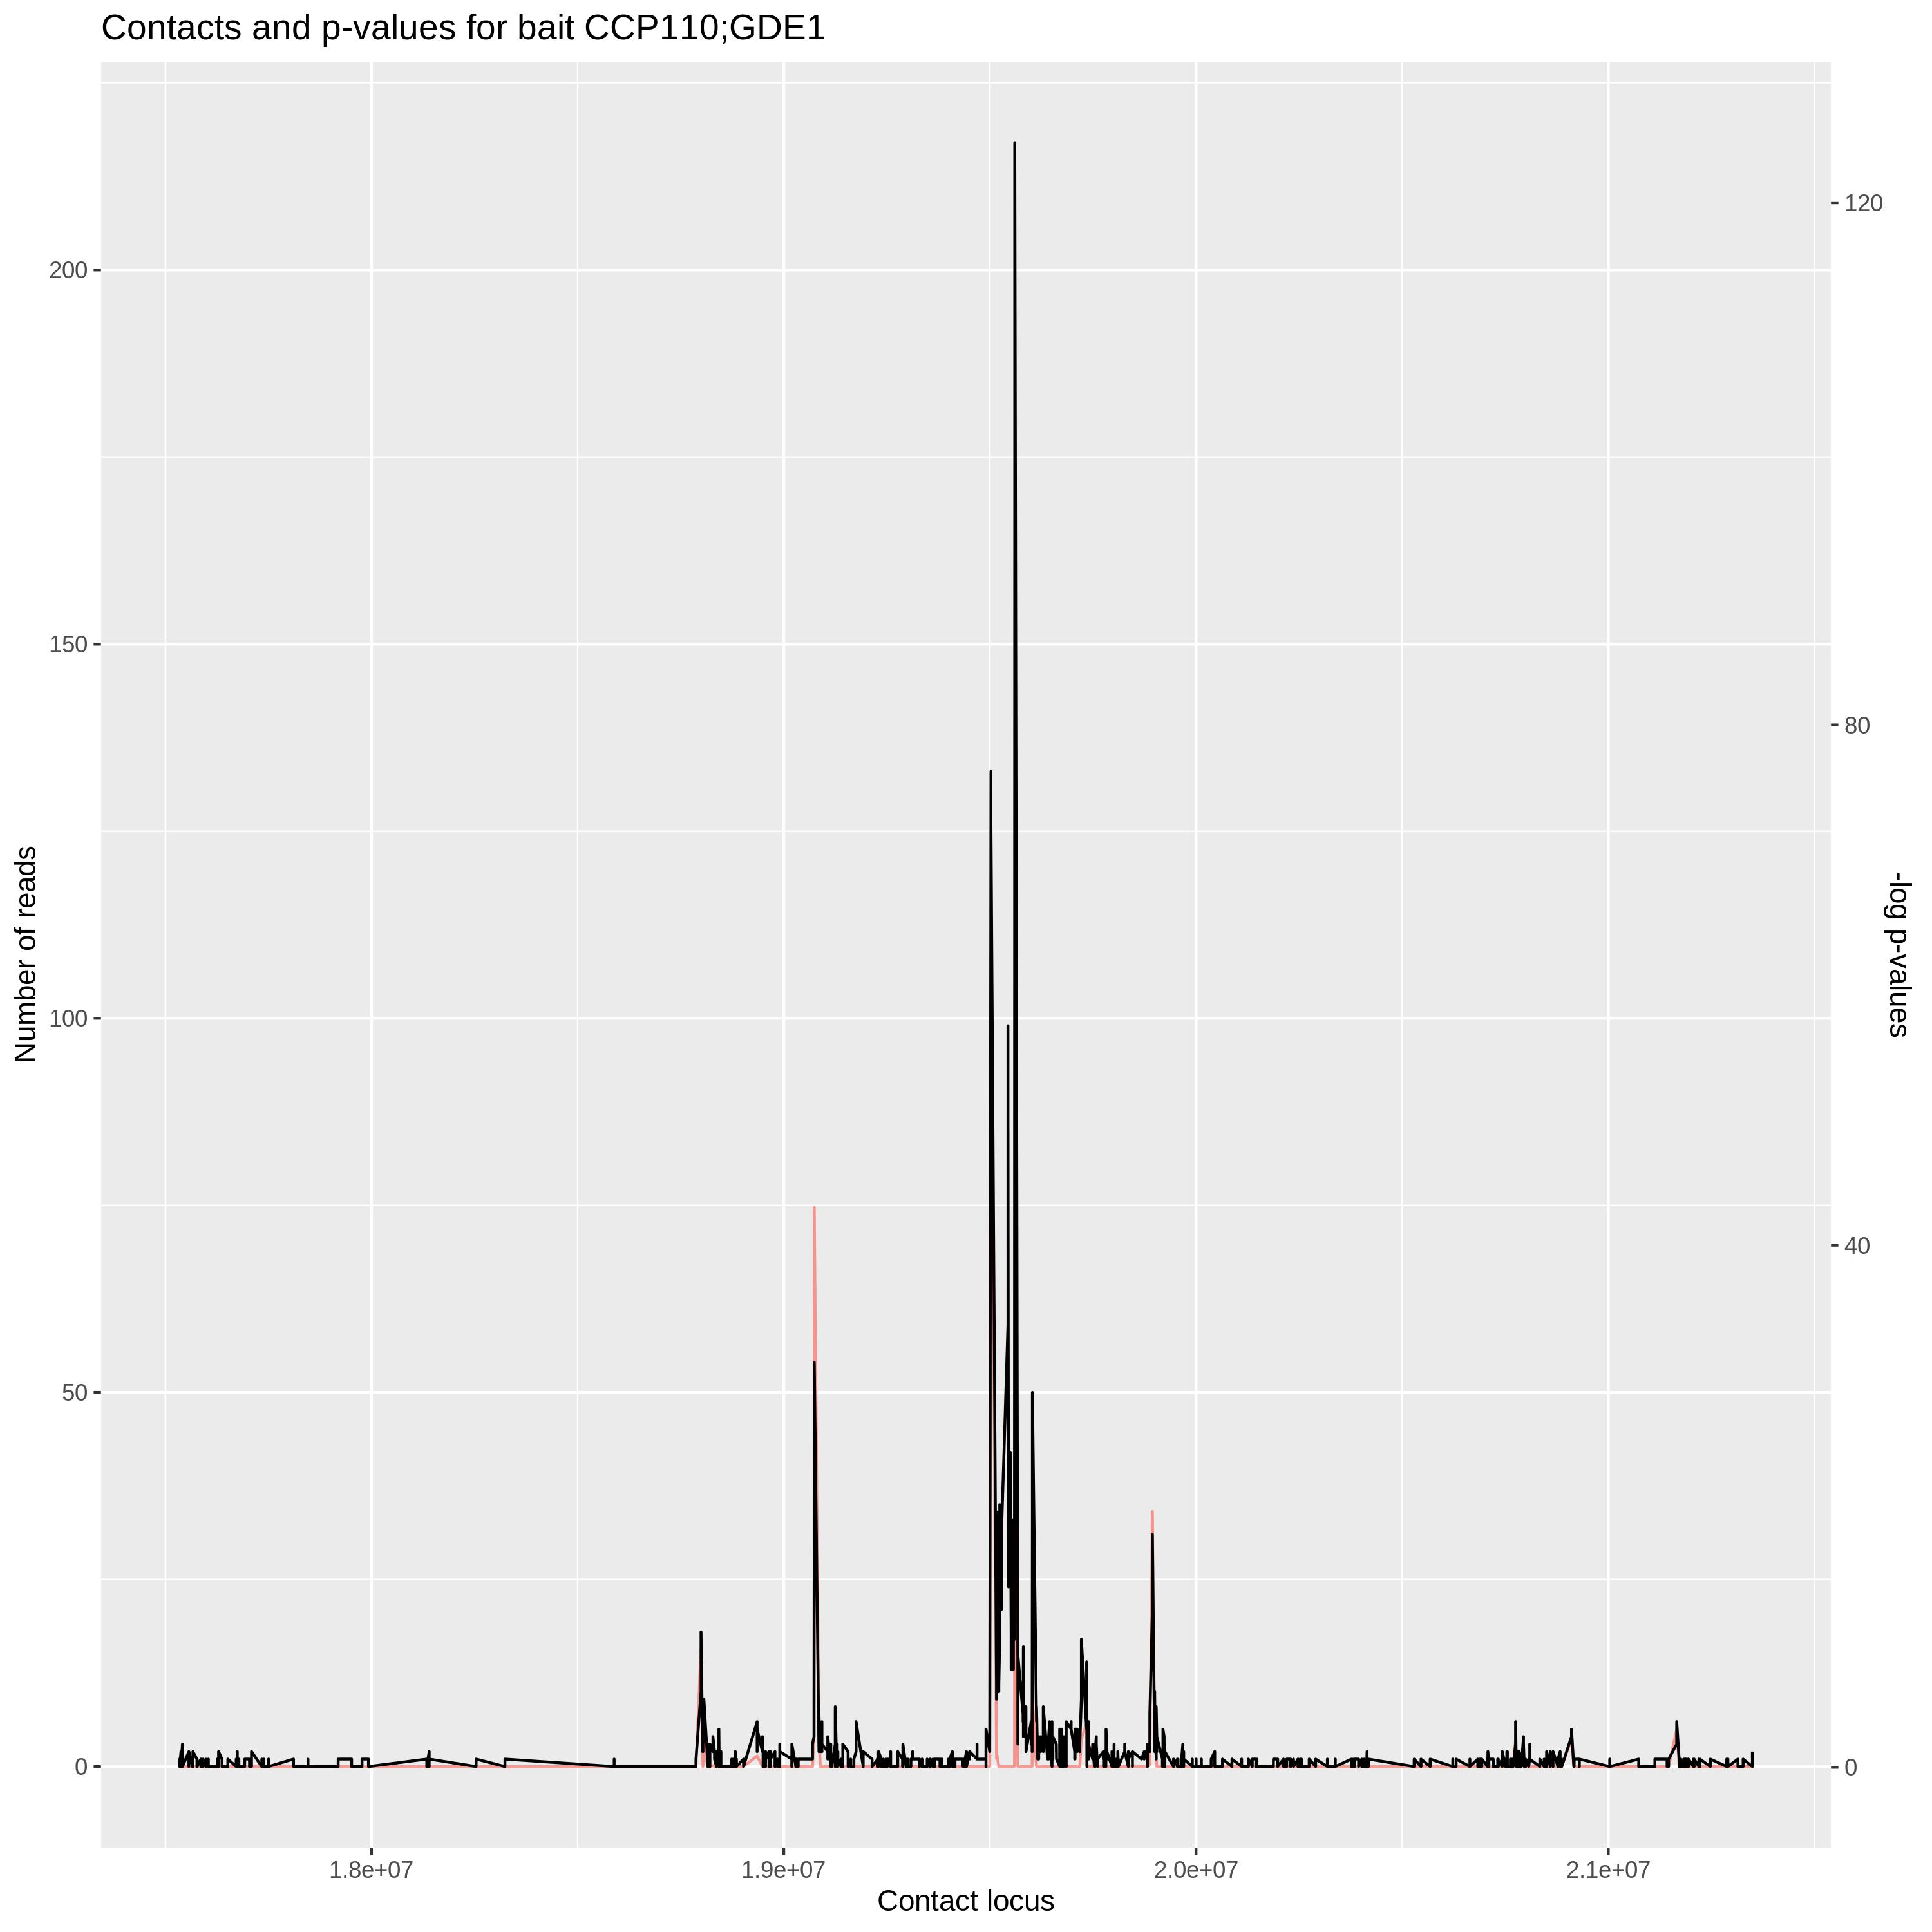 Contacts and p-values for bait CCP110;GDE1
Number of reads
200
150
100
50
0
120
80
40
0
-log p-values
1.8e+07
1.9e+07
2.0e+07
2.1e+07
Contact locus